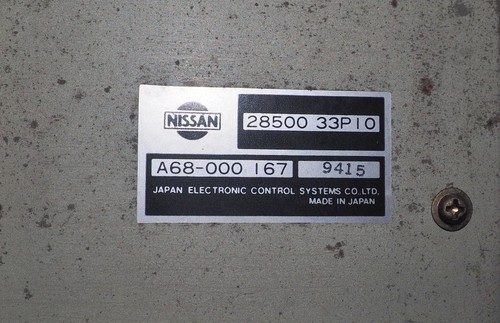 NISSAN
28500 33P10
A68-000 167 9415
JAPAN ELECTRONIC CONTROL SYSTEMS CO.,LTD.
MADE IN JAPAN